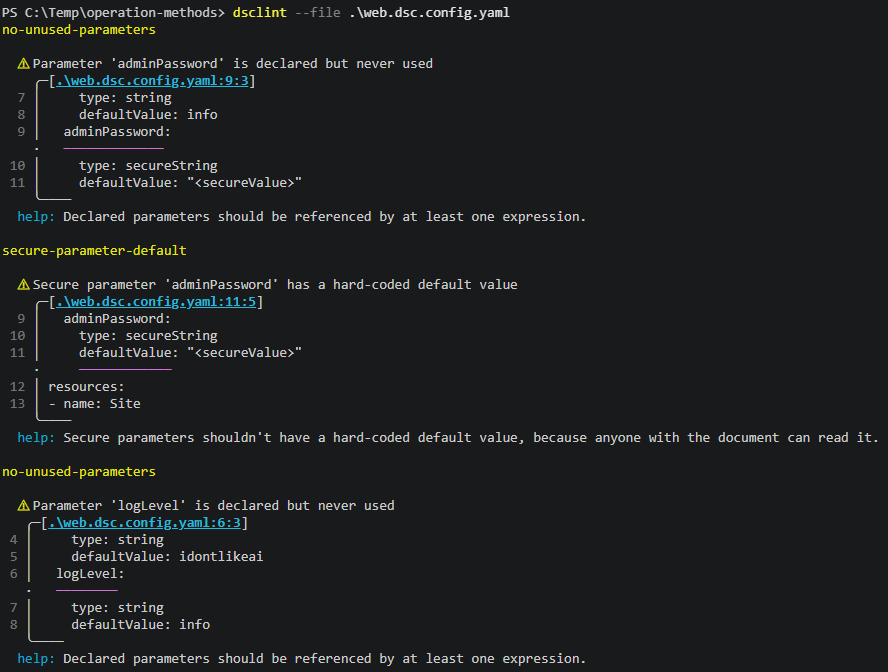 PS C:\Temp\operation-methods> dsclint --file .\web.dsc.config.yaml
no-unused-parameters
⚠Parameter 'adminPassword' is declared but never used
[.\web.dsc.config.yaml:9:3]
7 type: string
8 defaultValue: info
9 adminPassword:
10 type: secureString
11 defaultValue: "<secureValue>"
help: Declared parameters should be referenced by at least one expression.
secure-parameter-default
⚠Secure parameter 'adminPassword' has a hard-coded default value
[.\web.dsc.config.yaml:11:5]
9 adminPassword:
10 type: secureString
11 defaultValue: "<secureValue>"
12 resources:
13 - name: Site
help: Secure parameters shouldn't have a hard-coded default value, because anyone with the document can read it.
no-unused-parameters
⚠Parameter 'logLevel' is declared but never used
[.\web.dsc.config.yaml:6:3]
4 type: string
5 defaultValue: idontlikeai
6 logLevel:
7 type: string
8 defaultValue: info
help: Declared parameters should be referenced by at least one expression.